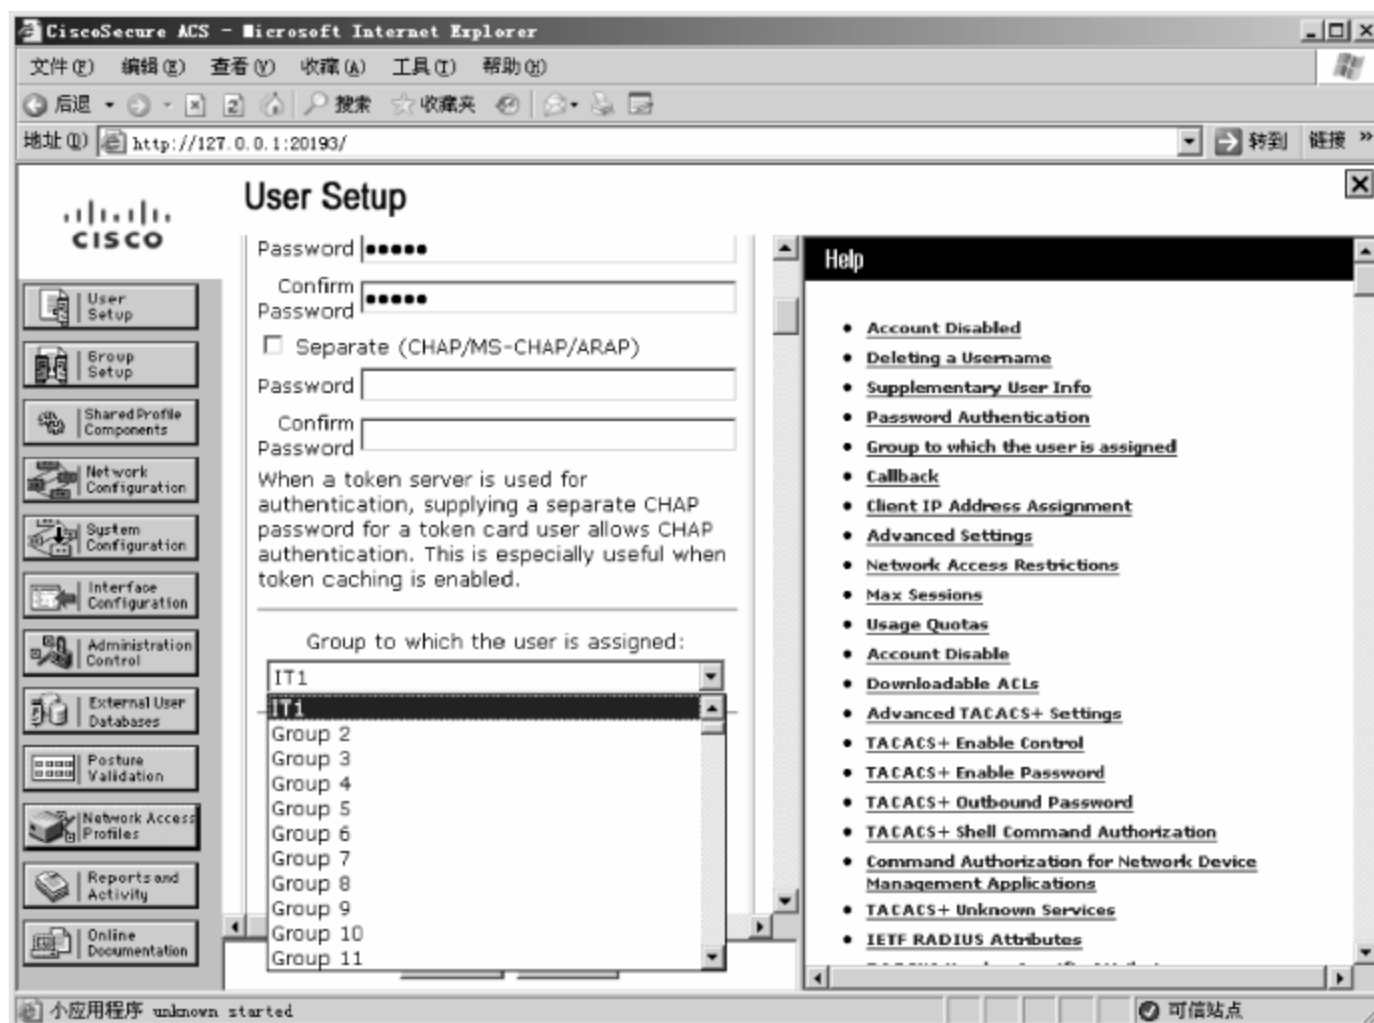 CiscoSecure ACS - Microsoft Internet Explorer
文件(F) 编辑(E) 查看(V) 收藏(A) 工具(T) 帮助(H)
后退 搜索 收藏夹
地址(D) http://127.0.0.1:20193/ 转到 链接 »
CISCO
User Setup
User Setup
Group Setup
Shared Profile Components
Network Configuration
System Configuration
Interface Configuration
Administration Control
External User Databases
Posture Validation
Network Access Profiles
Reports and Activity
Online Documentation
Password •••••
Confirm Password •••••
Separate (CHAP/MS-CHAP/ARAP)
Password
Confirm Password
When a token server is used for
authentication, supplying a separate CHAP
password for a token card user allows CHAP
authentication. This is especially useful when
token caching is enabled.
Group to which the user is assigned:
IT1
IT1
Group 2
Group 3
Group 4
Group 5
Group 6
Group 7
Group 8
Group 9
Group 10
Group 11
Help
Account Disabled
Deleting a Username
Supplementary User Info
Password Authentication
Group to which the user is assigned
Callback
Client IP Address Assignment
Advanced Settings
Network Access Restrictions
Max Sessions
Usage Quotas
Account Disable
Downloadable ACLs
Advanced TACACS+ Settings
TACACS+ Enable Control
TACACS+ Enable Password
TACACS+ Outbound Password
TACACS+ Shell Command Authorization
Command Authorization for Network Device
Management Applications
TACACS+ Unknown Services
IETF RADIUS Attributes
小应用程序 unknown started
可信站点